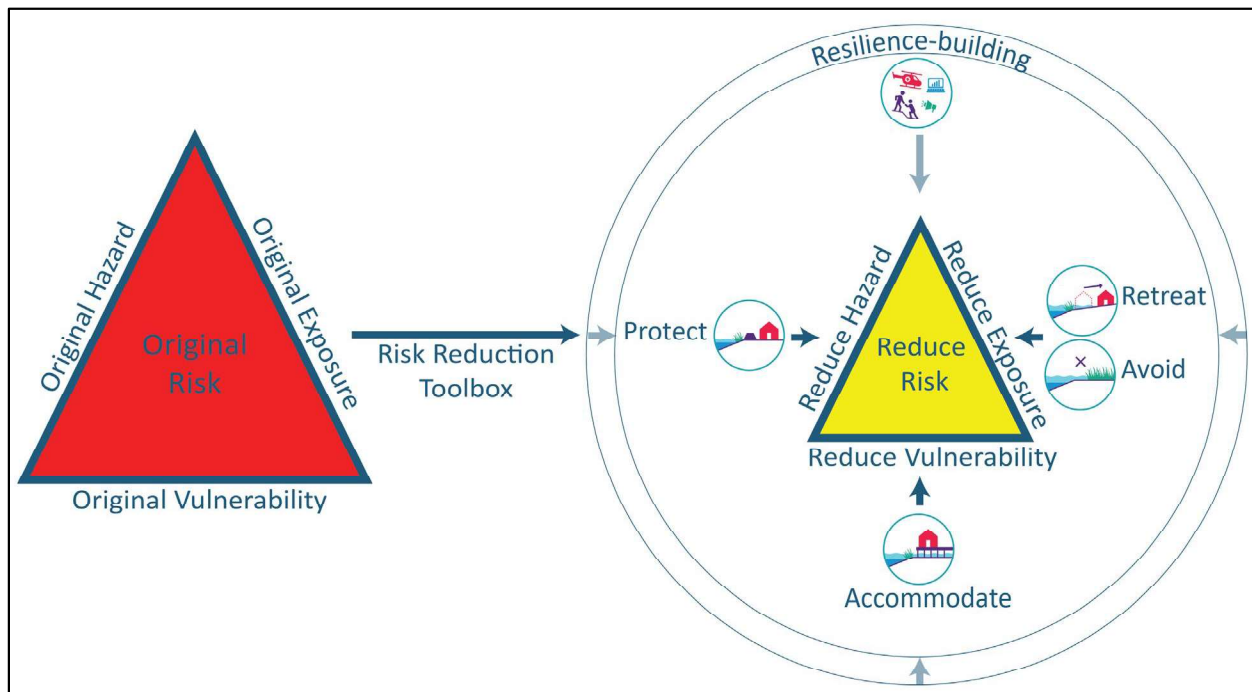 Resilience-building
Original Hazard
Original Exposure
Original
Risk
Original Vulnerability
Risk Reduction
Toolbox
Protect
Reduce Hazard
Reduce Exposure
Reduce
Risk
Retreat
Avoid
Reduce Vulnerability
Accommodate